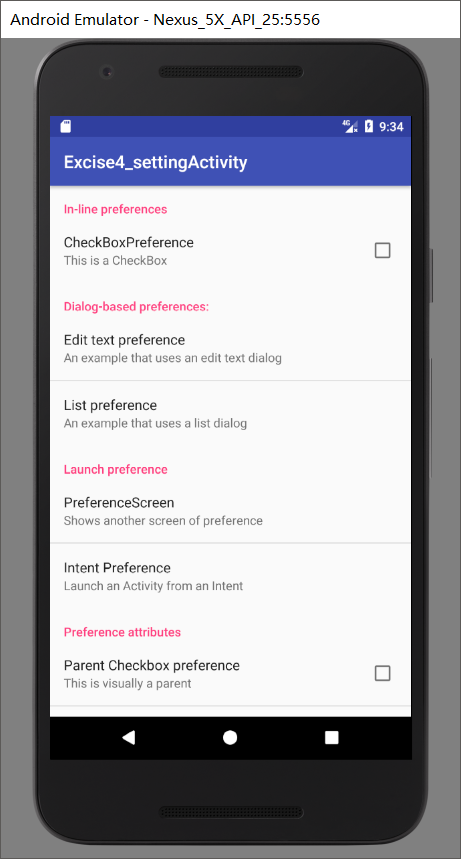 Android Emulator - Nexus_5X_API_25:5556
4G 9:34
Excise4_settingActivity
In-line preferences
CheckBoxPreference
This is a CheckBox
Dialog-based preferences:
Edit text preference
An example that uses an edit text dialog
List preference
An example that uses a list dialog
Launch preference
PreferenceScreen
Shows another screen of preference
Intent Preference
Launch an Activity from an Intent
Preference attributes
Parent Checkbox preference
This is visually a parent